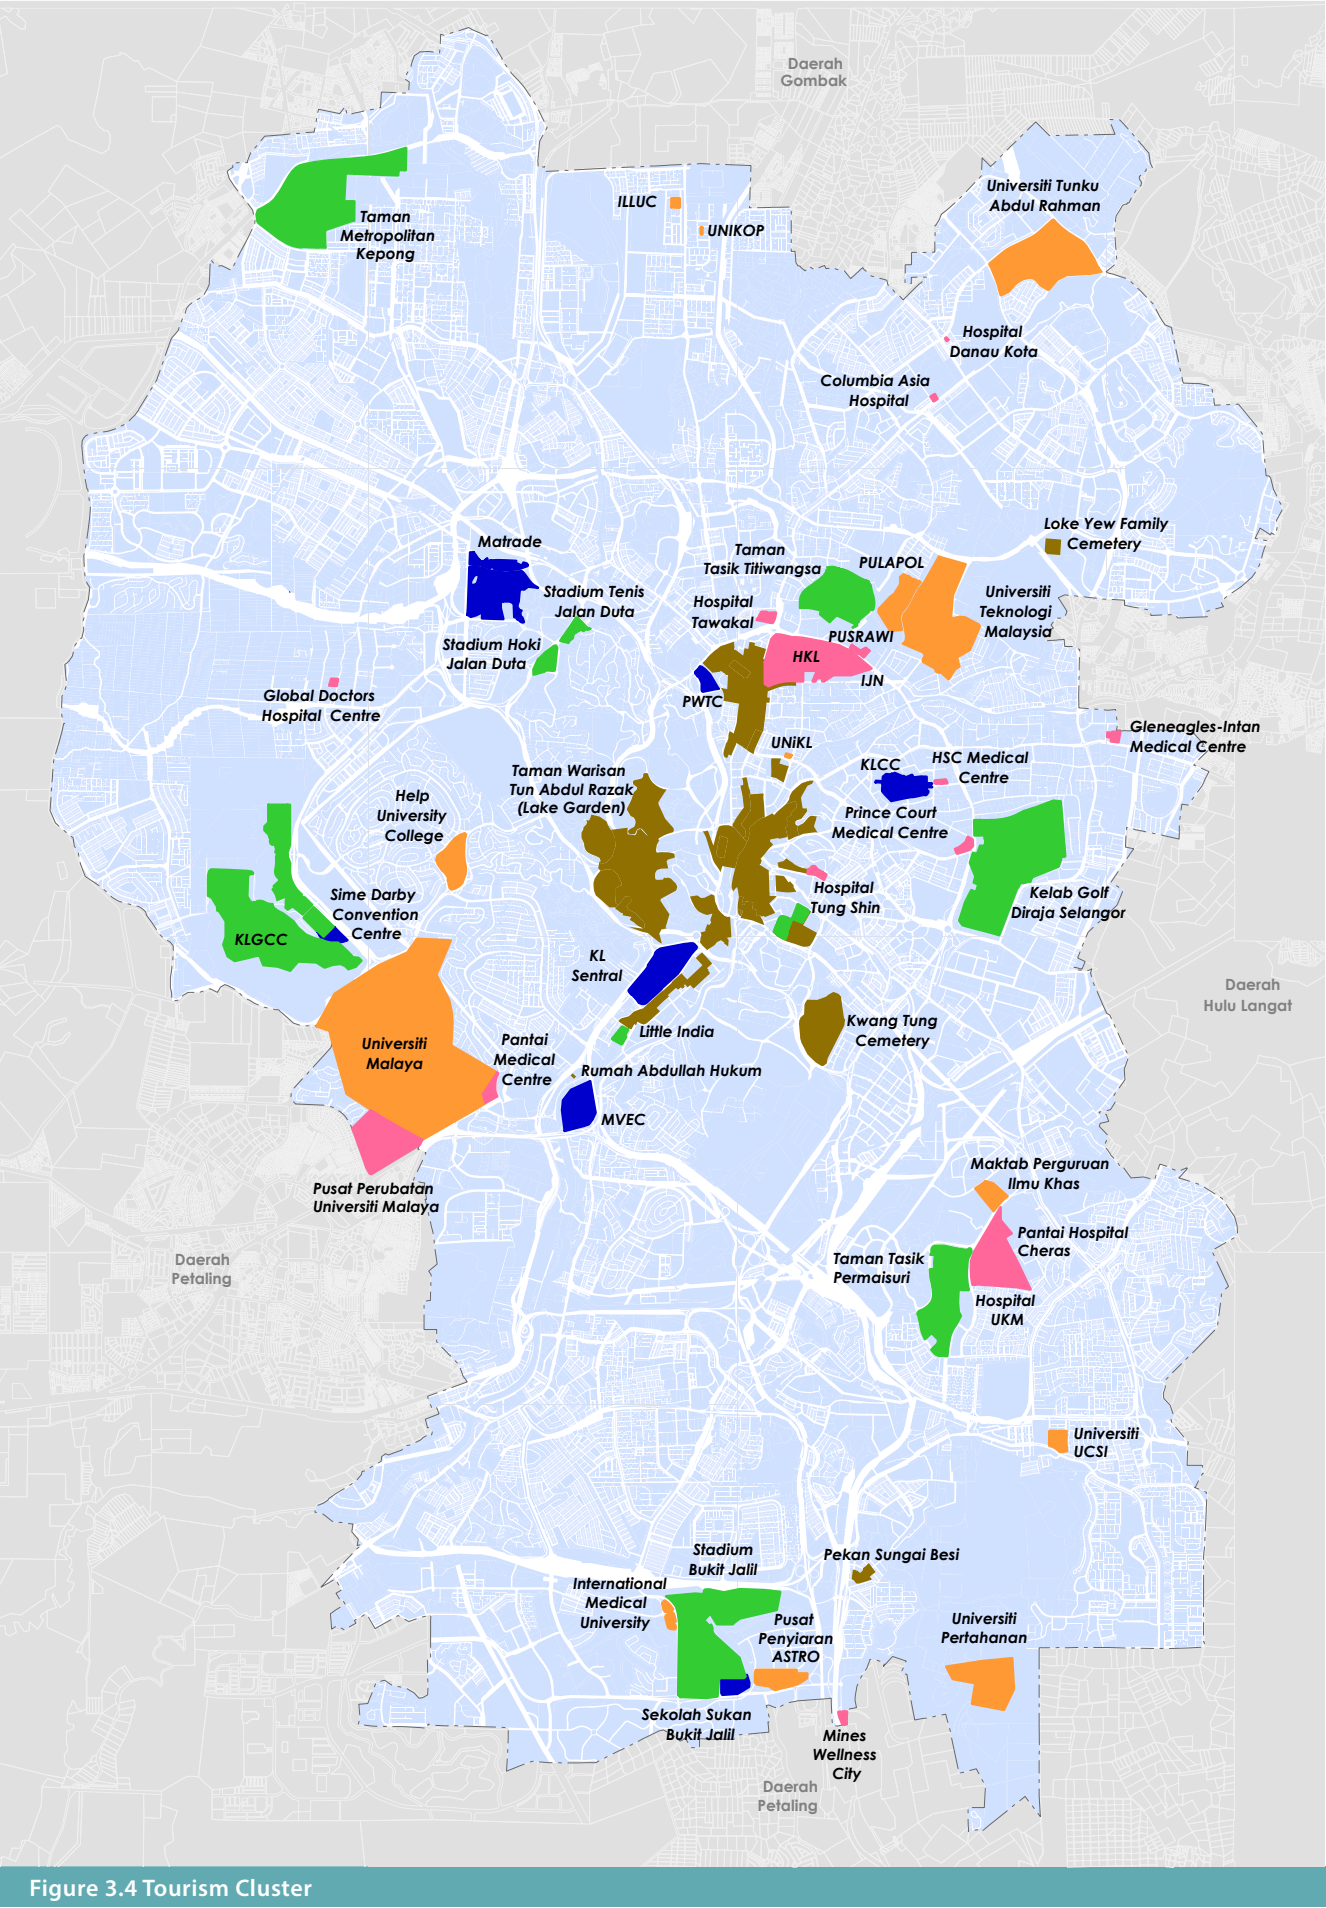 Daerah
Gombak
Universiti Tunku
Abdul Rahman
ILLUC
UNIKOP
Taman
Metropolitan
Kepong
Hospital
Danau Kota
Columbia Asia
Hospital
Loke Yew Family
Cemetery
Matrade
Taman
Tasik Titiwangsa
PULAPOL
Stadium Tenis
Jalan Duta
Hospital
Tawakal
Universiti
Teknologi
Malaysia
Stadium Hoki
Jalan Duta
PUSRAWI
HKL
IJN
Global Doctors
Hospital Centre
PWTC
Gleneagles-Intan
Medical Centre
UNiKL
KLCC
HSC Medical
Centre
Taman Warisan
Tun Abdul Razak
(Lake Garden)
Help
University
College
Prince Court
Medical Centre
Sime Darby
Convention
Centre
Hospital
Tung Shin
Kelab Golf
Diraja Selangor
KLGCC
KL
Sentral
Daerah
Hulu Langat
Little India
Kwang Tung
Cemetery
Universiti
Malaya
Pantai
Medical
Centre
Rumah Abdullah Hukum
MVEC
Maktab Perguruan
Ilmu Khas
Pusat Perubatan
Universiti Malaya
Pantai Hospital
Cheras
Daerah
Petaling
Taman Tasik
Permaisuri
Hospital
UKM
Universiti
UCSI
Stadium
Bukit Jalil
Pekan Sungai Besi
International
Medical
University
Pusat
Penyiaran
ASTRO
Universiti
Pertahanan
Sekolah Sukan
Bukit Jalil
Mines
Wellness
City
Daerah
Petaling
Figure 3.4 Tourism Cluster